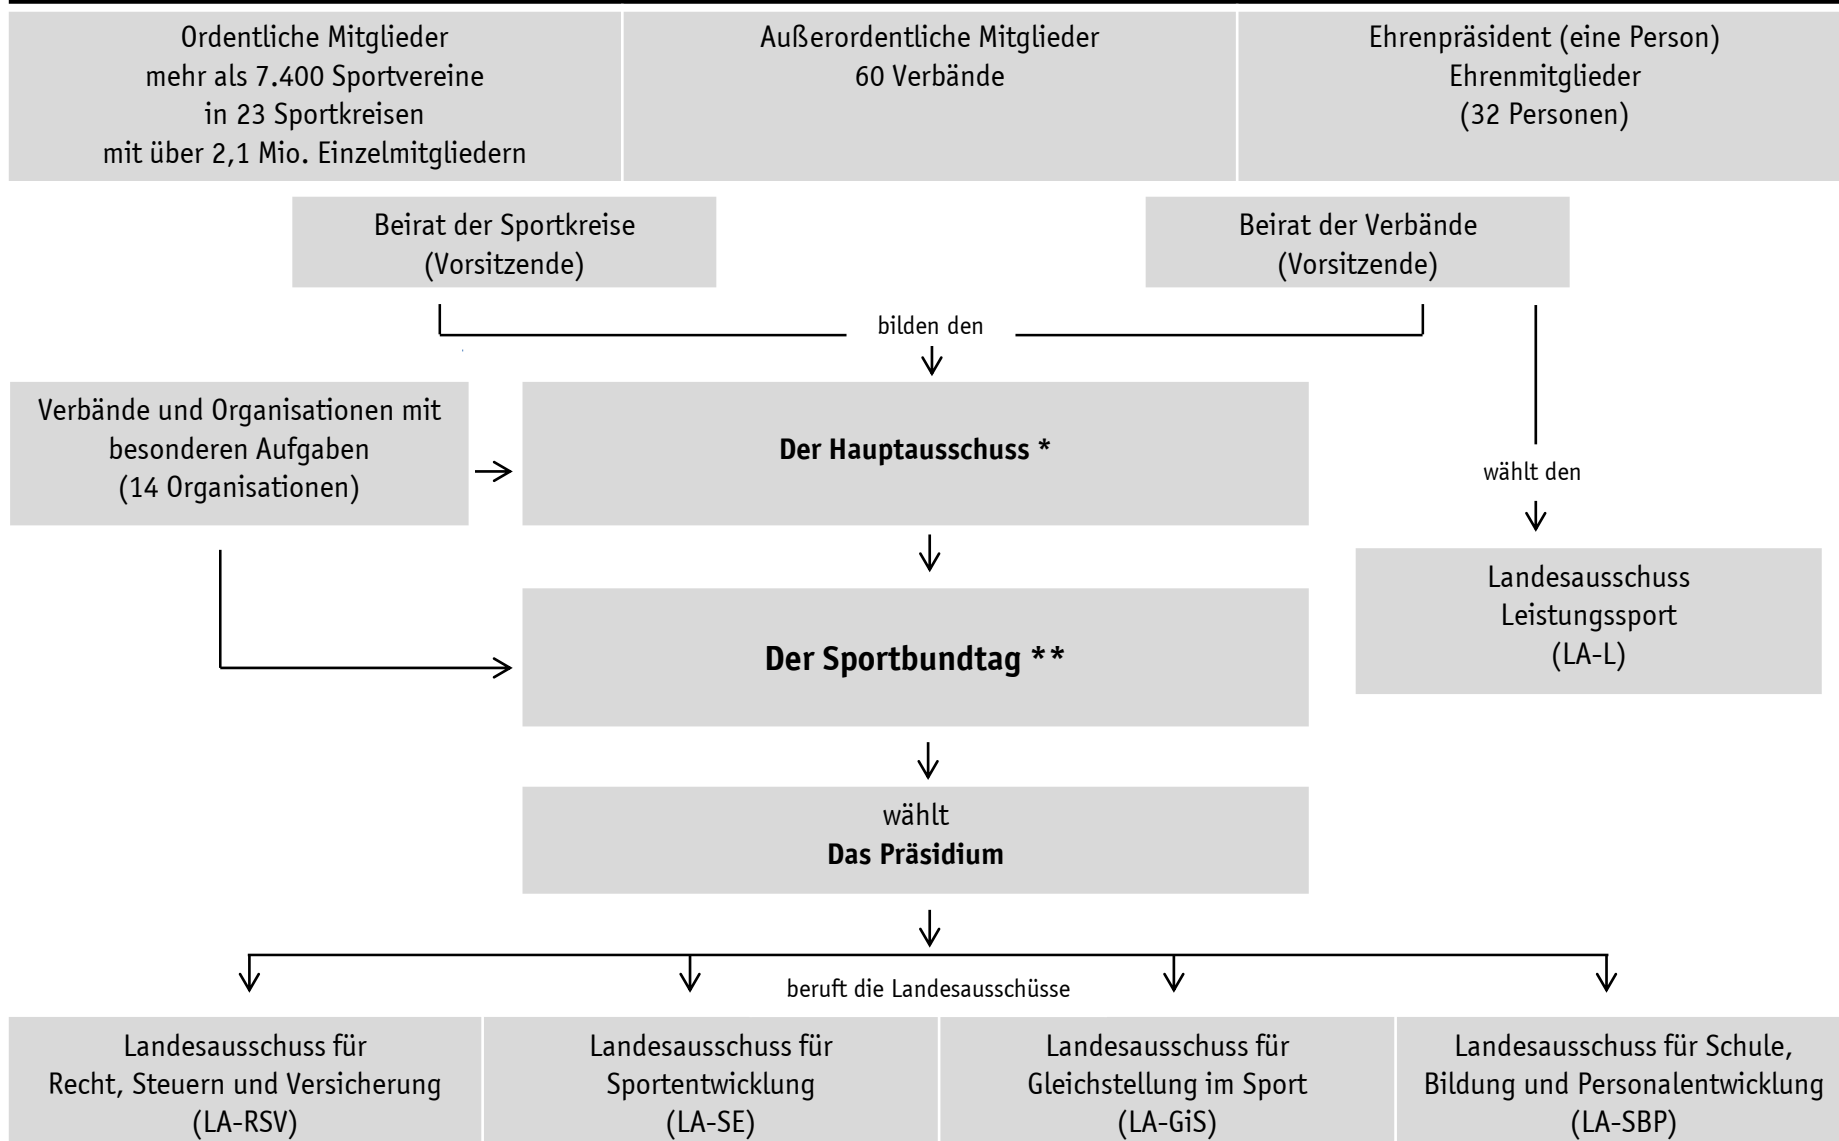 Ordentliche Mitglieder
mehr als 7.400 Sportvereine
in 23 Sportkreisen
mit über 2,1 Mio. Einzelmitgliedern
Außerordentliche Mitglieder
60 Verbände
Ehrenpräsident (eine Person)
Ehrenmitglieder
(32 Personen)
Beirat der Sportkreise
(Vorsitzende)
Beirat der Verbände
(Vorsitzende)
bilden den
Verbände und Organisationen mit
besonderen Aufgaben
(14 Organisationen)
Der Hauptausschuss *
wählt den
Landesausschuss
Leistungssport
(LA-L)
Der Sportbundtag **
wählt
Das Präsidium
beruft die Landesausschüsse
Landesausschuss für
Recht, Steuern und Versicherung
(LA-RSV)
Landesausschuss für
Sportentwicklung
(LA-SE)
Landesausschuss für
Gleichstellung im Sport
(LA-GiS)
Landesausschuss für Schule,
Bildung und Personalentwicklung
(LA-SBP)